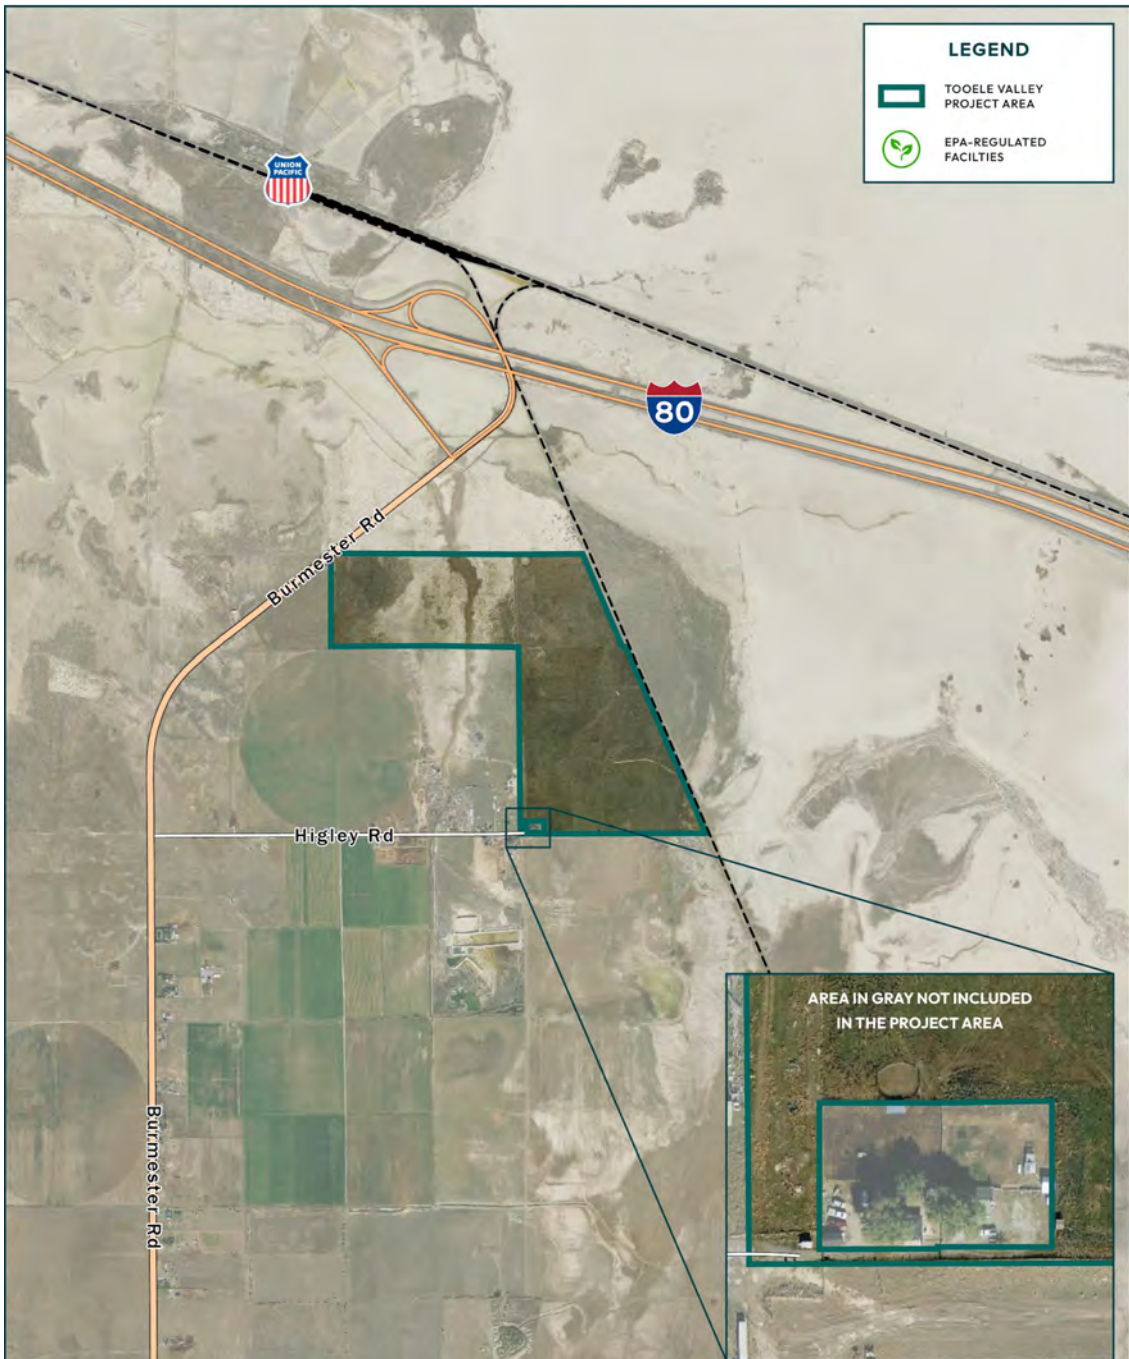 LEGEND
TOOELE VALLEY
PROJECT AREA
EPA-REGULATED
FACILTIES
UNION
PACIFIC
80
Burmester Rd
Higley Rd
AREA IN GRAY NOT INCLUDED
IN THE PROJECT AREA
Burmester Rd